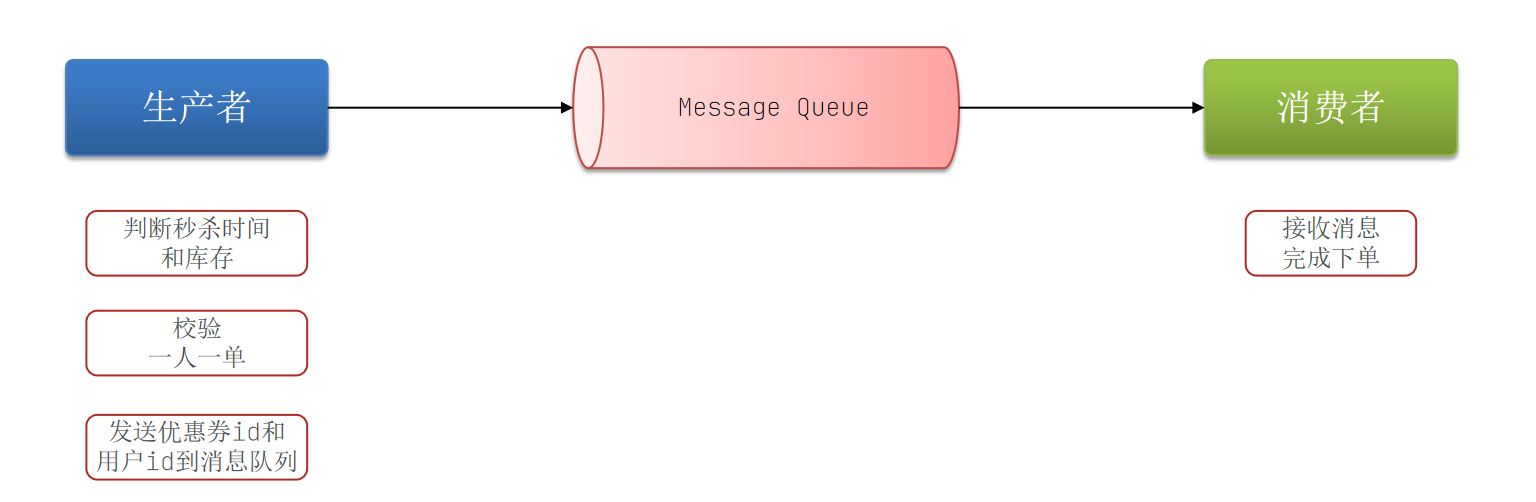 生产者
Message Queue
消费者
判断秒杀时间
和库存
接收消息
完成下单
校验
一人一单
发送优惠券id和
用户id到消息队列